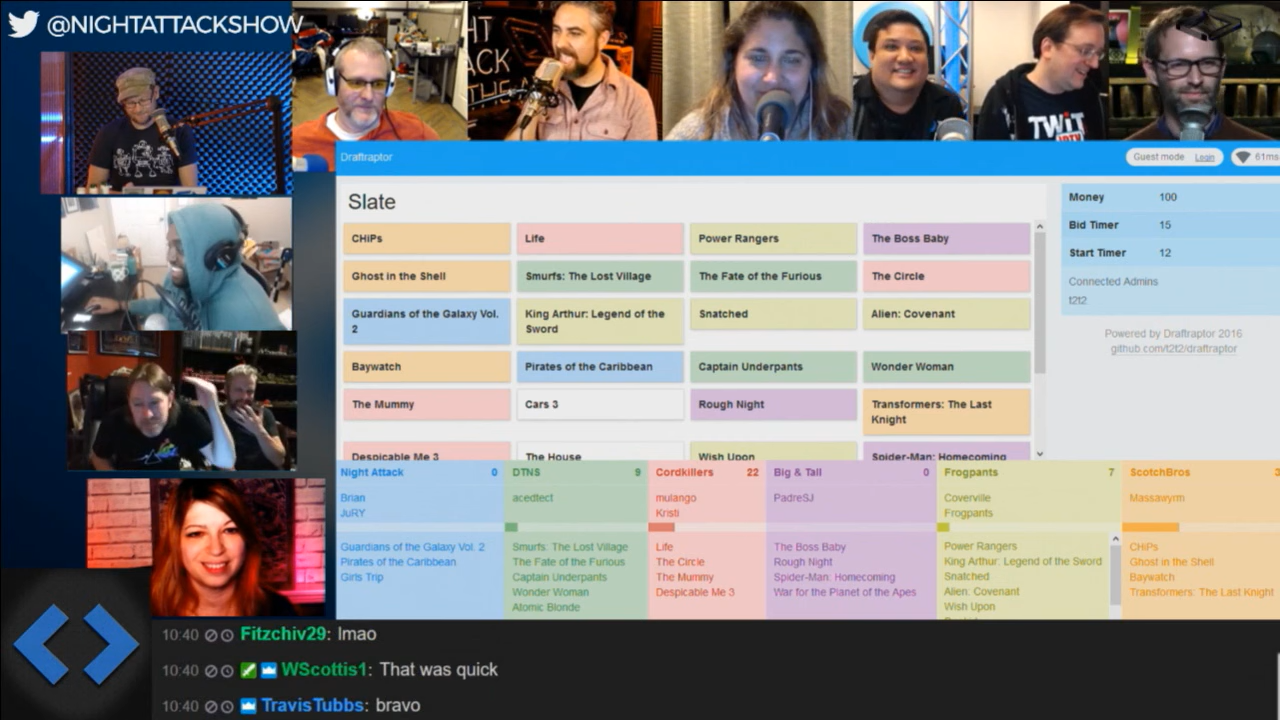 @NIGHTATTACKSHOW
HT
ACK
THE A
TWiT
Draftraptor
Guest mode Login 61ms
Slate
CHiPs
Life
Power Rangers
The Boss Baby
Ghost in the Shell
Smurfs: The Lost Village
The Fate of the Furious
The Circle
Guardians of the Galaxy Vol.
2
King Arthur: Legend of the
Sword
Snatched
Alien: Covenant
Baywatch
Pirates of the Caribbean
Captain Underpants
Wonder Woman
The Mummy
Cars 3
Rough Night
Transformers: The Last
Knight
Despicable Me 3
The House
Wish Upon
Spider-Man: Homecoming
Money 100
Bid Timer 15
Start Timer 12
Connected Admins
t2t2
Powered by Draftraptor 2016
github.com/t2t2/draftraptor
Night Attack 0
Brian
JuRY
Guardians of the Galaxy Vol. 2
Pirates of the Caribbean
Girls Trip
DTNS 9
acedtect
Smurfs: The Lost Village
The Fate of the Furious
Captain Underpants
Wonder Woman
Atomic Blonde
Cordkillers 22
mulango
Kristi
Life
The Circle
The Mummy
Despicable Me 3
Big & Tall 0
PadreSJ
The Boss Baby
Rough Night
Spider-Man: Homecoming
War for the Planet of the Apes
Frogpants 7
Coverville
Frogpants
Power Rangers
King Arthur: Legend of the Sword
Snatched
Alien: Covenant
Wish Upon
ScotchBros 3
Massawyrm
CHiPs
Ghost in the Shell
Baywatch
Transformers: The Last Knight
10:40 Fitzchiv29: lmao
10:40 WScottis1: That was quick
10:40 TravisTubbs: bravo